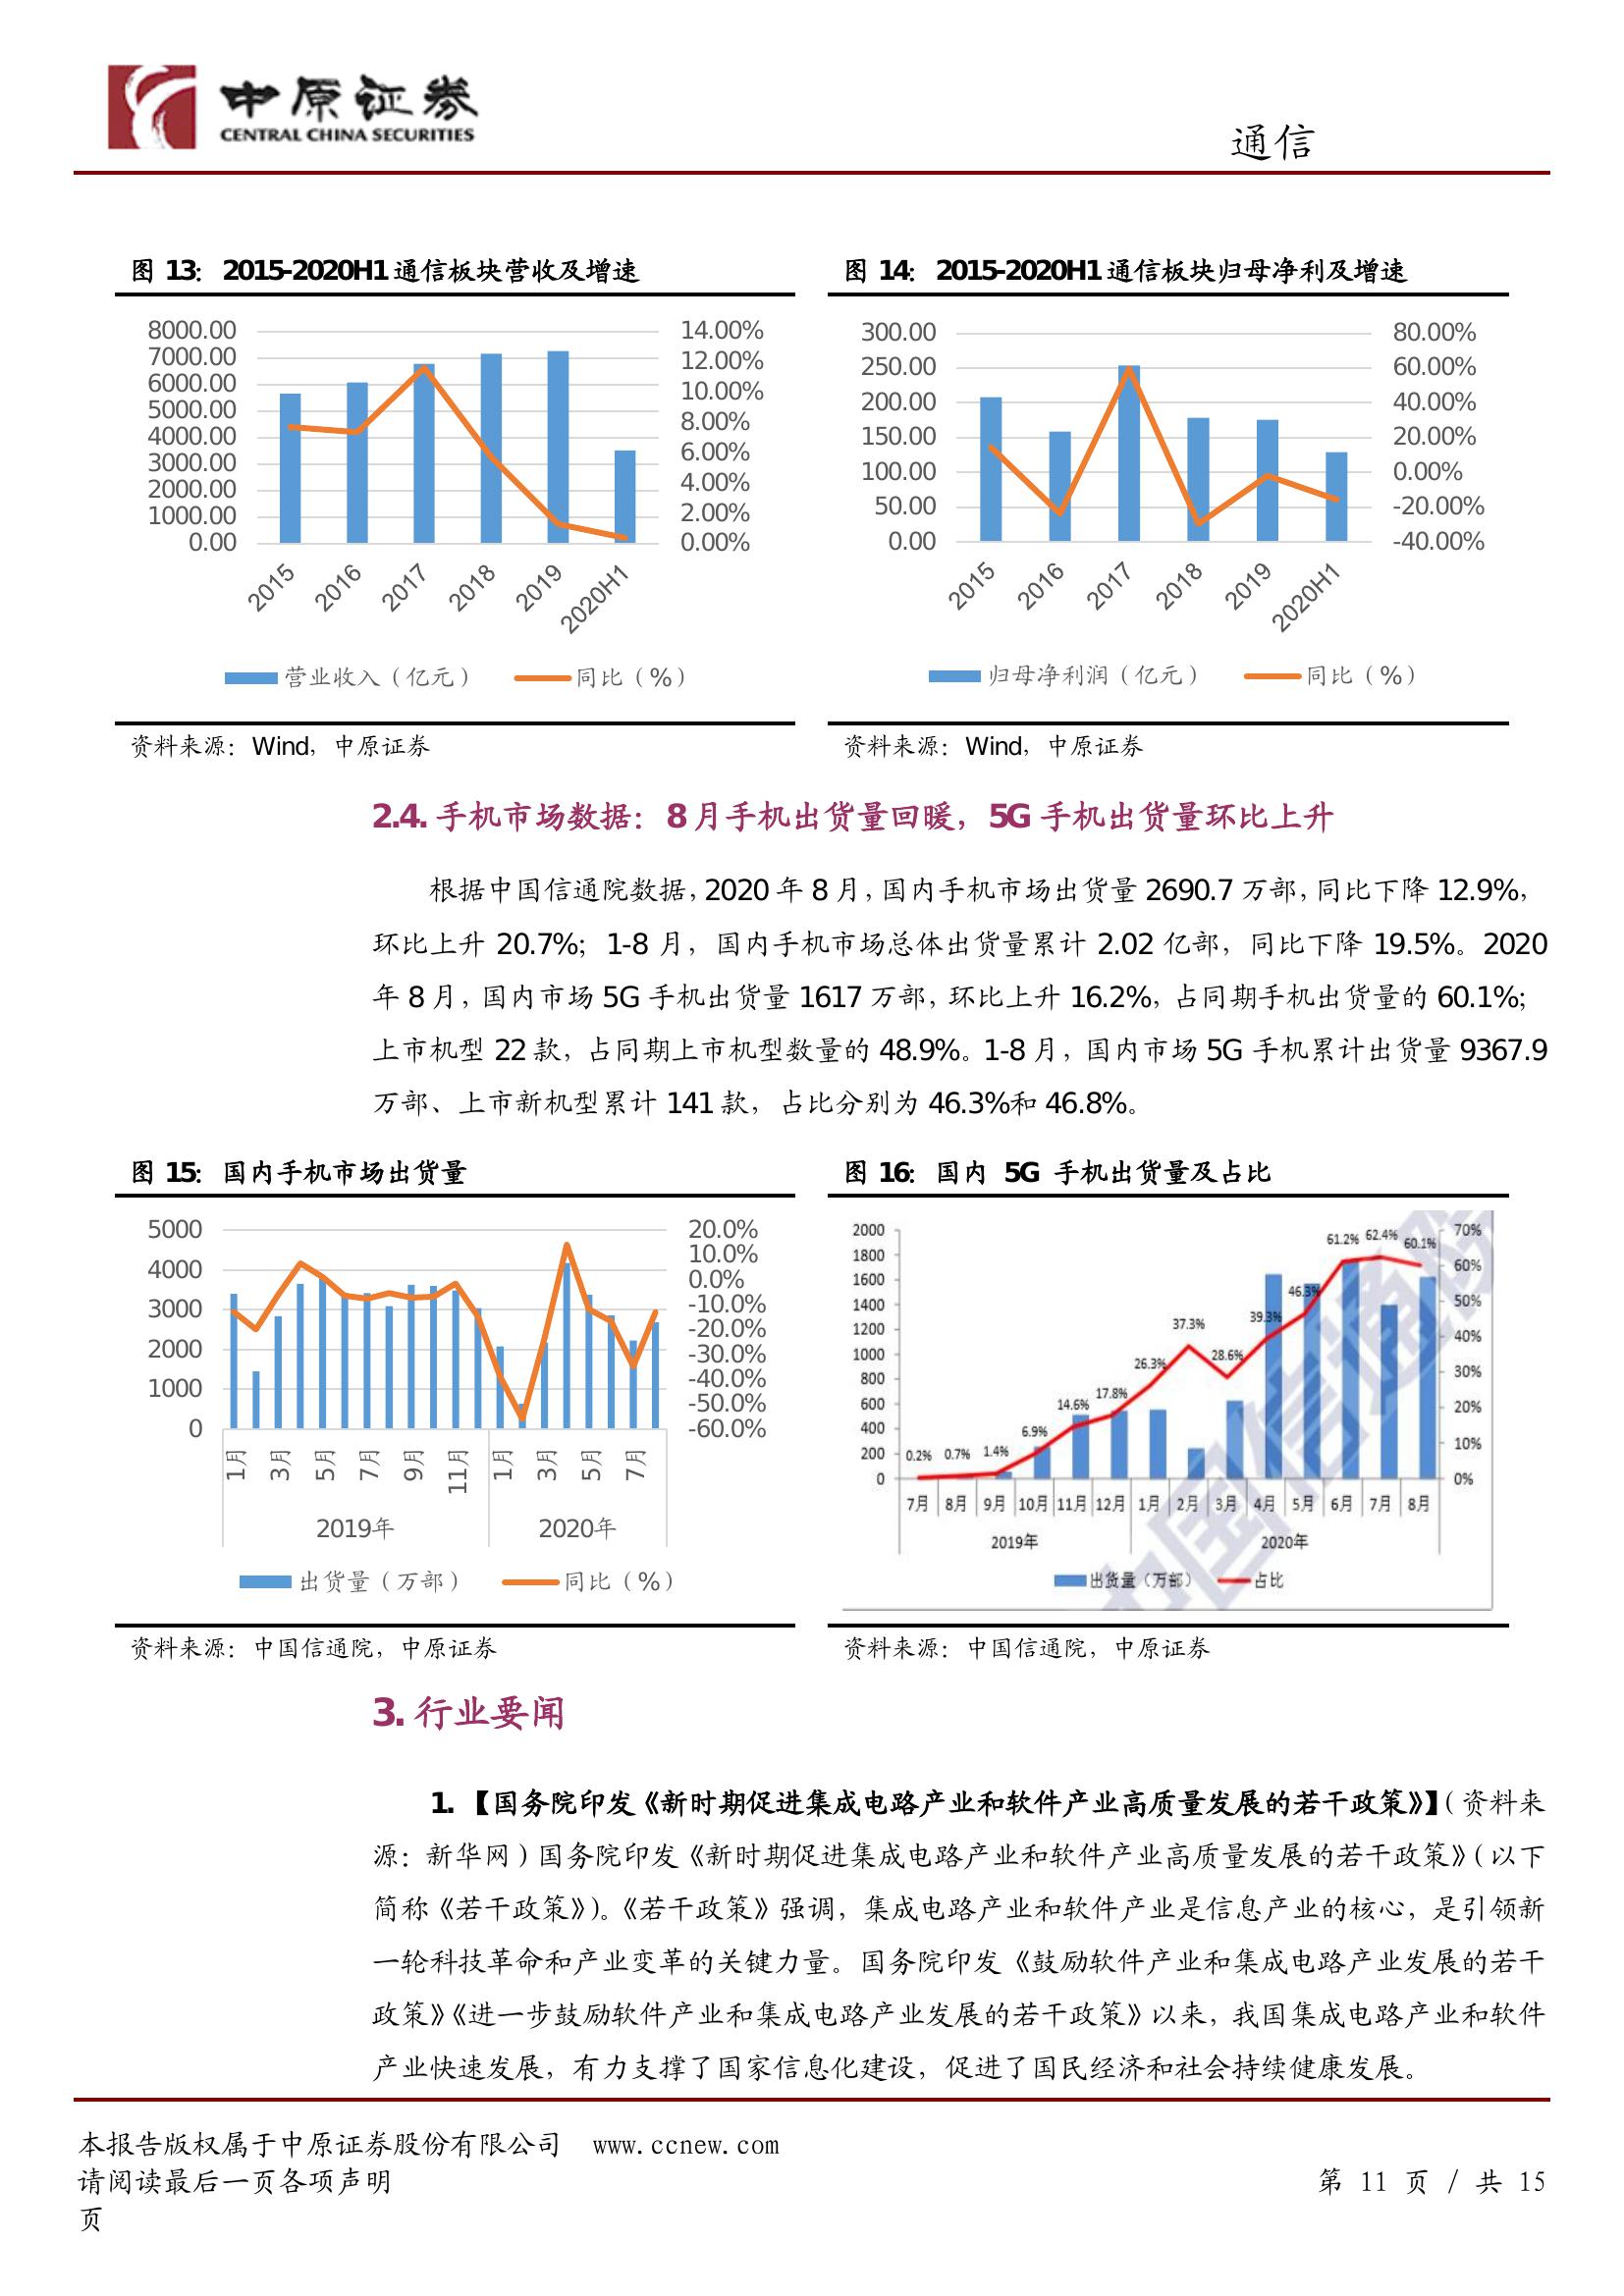 中原证券
CENTRAL CHINA SECURITIES
通信
图 13：2015-2020H1 通信板块营收及增速
8000.00
7000.00
6000.00
5000.00
4000.00
3000.00
2000.00
1000.00
0.00
14.00%
12.00%
10.00%
8.00%
6.00%
4.00%
2.00%
0.00%
2015
2016
2017
2018
2019
2020H1
营业收入（亿元）
同比（%）
资料来源：Wind，中原证券
图 14：2015-2020H1 通信板块归母净利及增速
300.00
250.00
200.00
150.00
100.00
50.00
0.00
80.00%
60.00%
40.00%
20.00%
0.00%
-20.00%
-40.00%
2015
2016
2017
2018
2019
2020H1
归母净利润（亿元）
同比（%）
资料来源：Wind，中原证券
2.4. 手机市场数据：8 月手机出货量回暖，5G 手机出货量环比上升
根据中国信通院数据，2020 年 8 月，国内手机市场出货量 2690.7 万部，同比下降 12.9%，
环比上升 20.7%；1-8 月，国内手机市场总体出货量累计 2.02 亿部，同比下降 19.5%。2020
年 8 月，国内市场 5G 手机出货量 1617 万部，环比上升 16.2%，占同期手机出货量的 60.1%；
上市机型 22 款，占同期上市机型数量的 48.9%。1-8 月，国内市场 5G 手机累计出货量 9367.9
万部、上市新机型累计 141 款，占比分别为 46.3%和 46.8%。
图 15：国内手机市场出货量
5000
4000
3000
2000
1000
0
20.0%
10.0%
0.0%
-10.0%
-20.0%
-30.0%
-40.0%
-50.0%
-60.0%
1月
3月
5月
7月
9月
11月
1月
3月
5月
7月
2019年
2020年
出货量（万部）
同比（%）
资料来源：中国信通院，中原证券
图 16：国内 5G 手机出货量及占比
2000
1800
1600
1400
1200
1000
800
600
400
200
0
0.2%
0.7%
1.4%
6.9%
14.6%
17.8%
26.3%
37.3%
28.6%
39.3%
46.3%
61.2%
62.4%
60.1%
70%
60%
50%
40%
30%
20%
10%
0%
7月
8月
9月
10月
11月
12月
1月
2月
3月
4月
5月
6月
7月
8月
2019年
2020年
出货量（万部）
占比
中国信通院
资料来源：中国信通院，中原证券
3. 行业要闻
1. 【国务院印发《新时期促进集成电路产业和软件产业高质量发展的若干政策》】（资料来
源：新华网）国务院印发《新时期促进集成电路产业和软件产业高质量发展的若干政策》（以下
简称《若干政策》）。《若干政策》强调，集成电路产业和软件产业是信息产业的核心，是引领新
一轮科技革命和产业变革的关键力量。国务院印发《鼓励软件产业和集成电路产业发展的若干
政策》《进一步鼓励软件产业和集成电路产业发展的若干政策》以来，我国集成电路产业和软件
产业快速发展，有力支撑了国家信息化建设，促进了国民经济和社会持续健康发展。
本报告版权属于中原证券股份有限公司 www.ccnew.com
请阅读最后一页各项声明
第 11 页 / 共 15
页